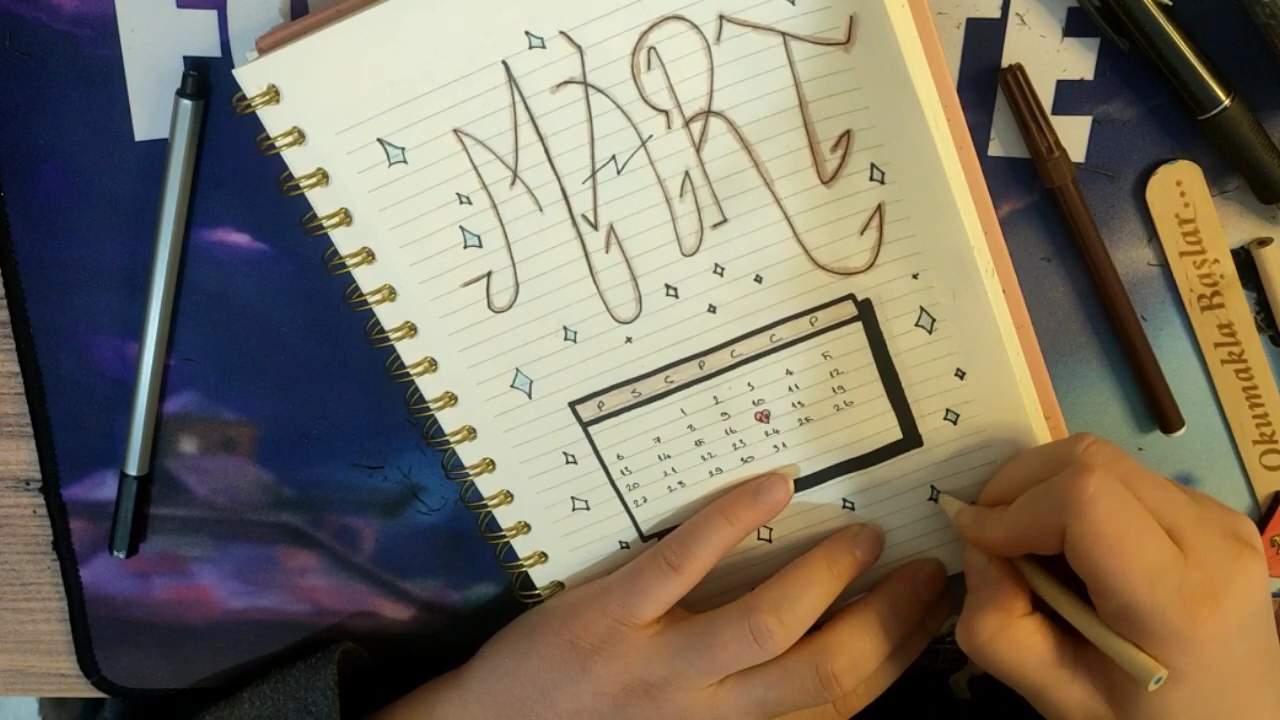 MART
P S C P C C P
1 2 3 4 5
6 7 8 9 10 11 12
13 14 15 16 18 19
20 21 22 23 24 25 26
27 28 29 30 31
Okumakla Başlar...